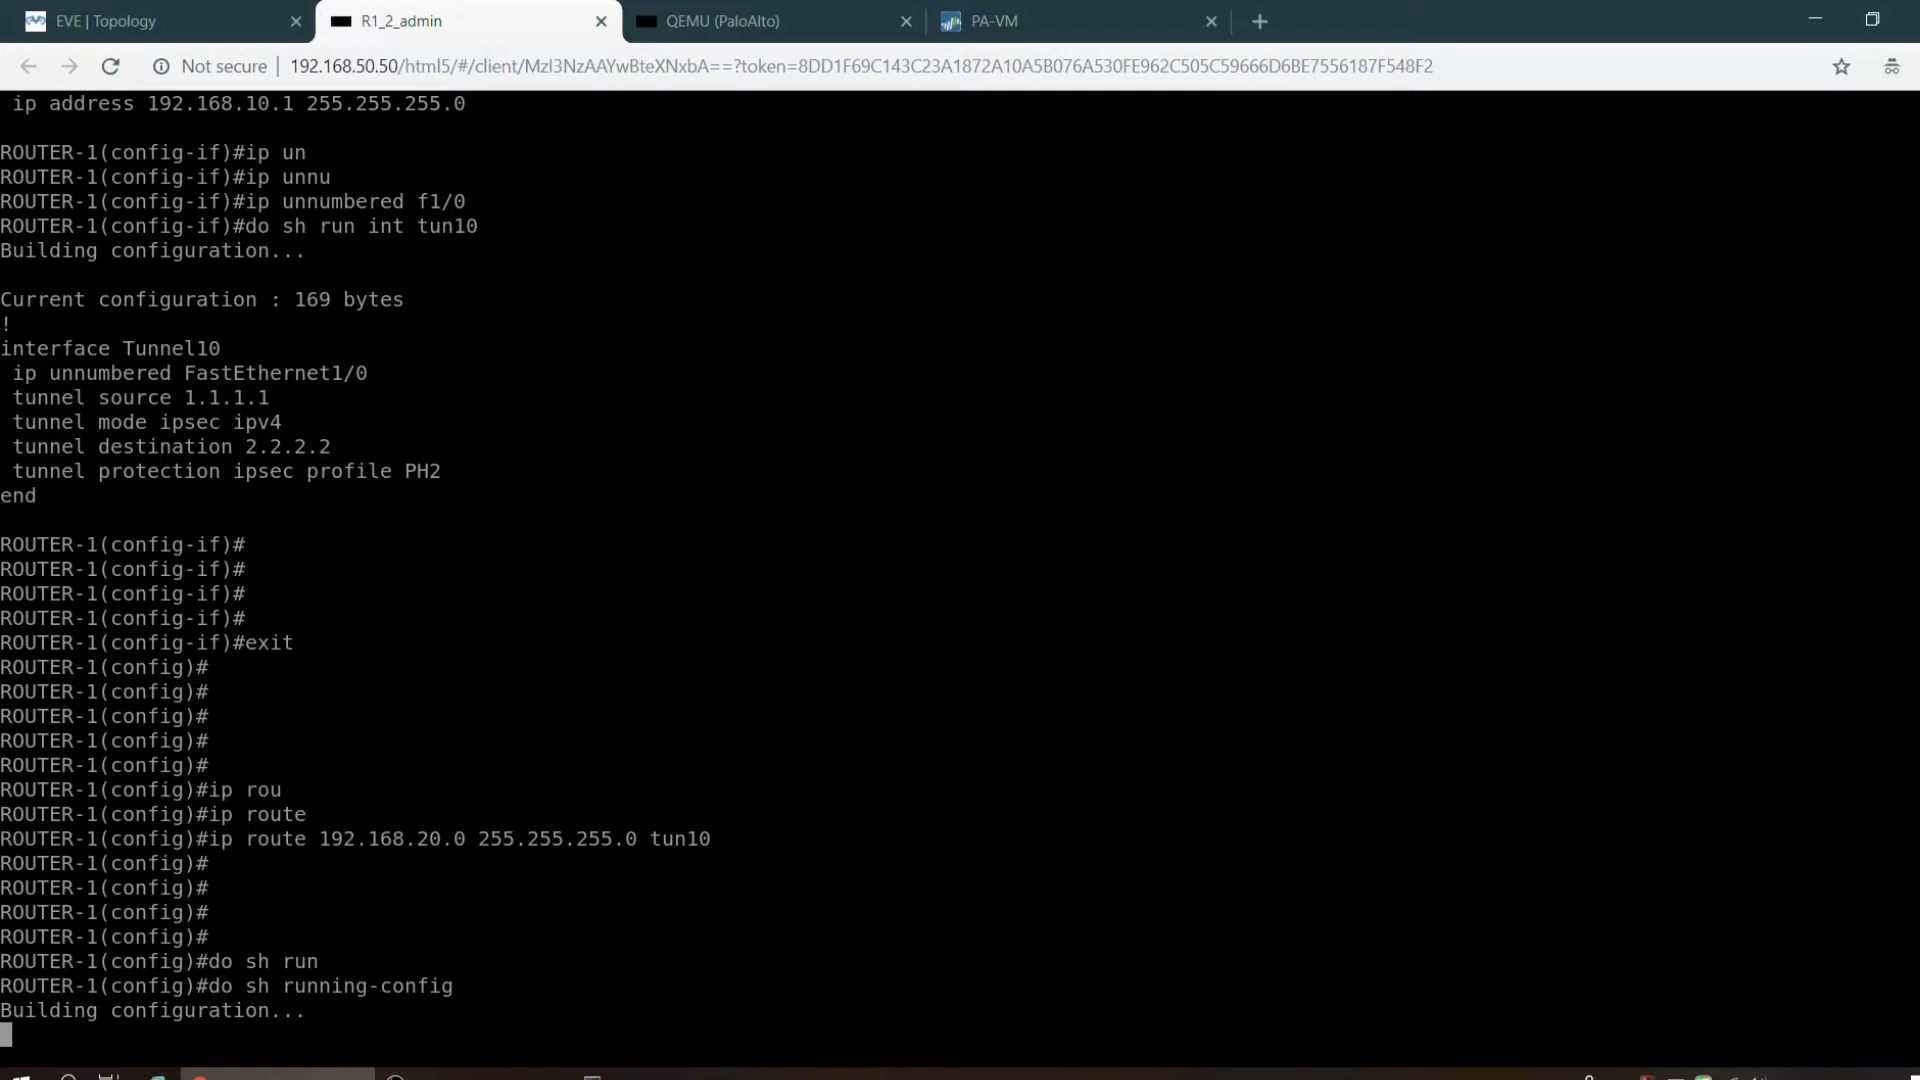 EVE | Topology
R1_2_admin
QEMU (PaloAlto)
PA-VM
Not secure
192.168.50.50/html5/#/client/MzI3NzAAYwBteXNxbA==?token=8DD1F69C143C23A1872A10A5B076A530FE962C505C59666D6BE7556187F548F2
ip address 192.168.10.1 255.255.255.0
ROUTER-1(config-if)#ip un
ROUTER-1(config-if)#ip unnu
ROUTER-1(config-if)#ip unnumbered f1/0
ROUTER-1(config-if)#do sh run int tun10
Building configuration...
Current configuration : 169 bytes
!
interface Tunnel10
ip unnumbered FastEthernet1/0
tunnel source 1.1.1.1
tunnel mode ipsec ipv4
tunnel destination 2.2.2.2
tunnel protection ipsec profile PH2
end
ROUTER-1(config-if)#
ROUTER-1(config-if)#
ROUTER-1(config-if)#
ROUTER-1(config-if)#
ROUTER-1(config-if)#exit
ROUTER-1(config)#
ROUTER-1(config)#
ROUTER-1(config)#
ROUTER-1(config)#
ROUTER-1(config)#
ROUTER-1(config)#ip rou
ROUTER-1(config)#ip route
ROUTER-1(config)#ip route 192.168.20.0 255.255.255.0 tun10
ROUTER-1(config)#
ROUTER-1(config)#
ROUTER-1(config)#
ROUTER-1(config)#
ROUTER-1(config)#do sh run
ROUTER-1(config)#do sh running-config
Building configuration...